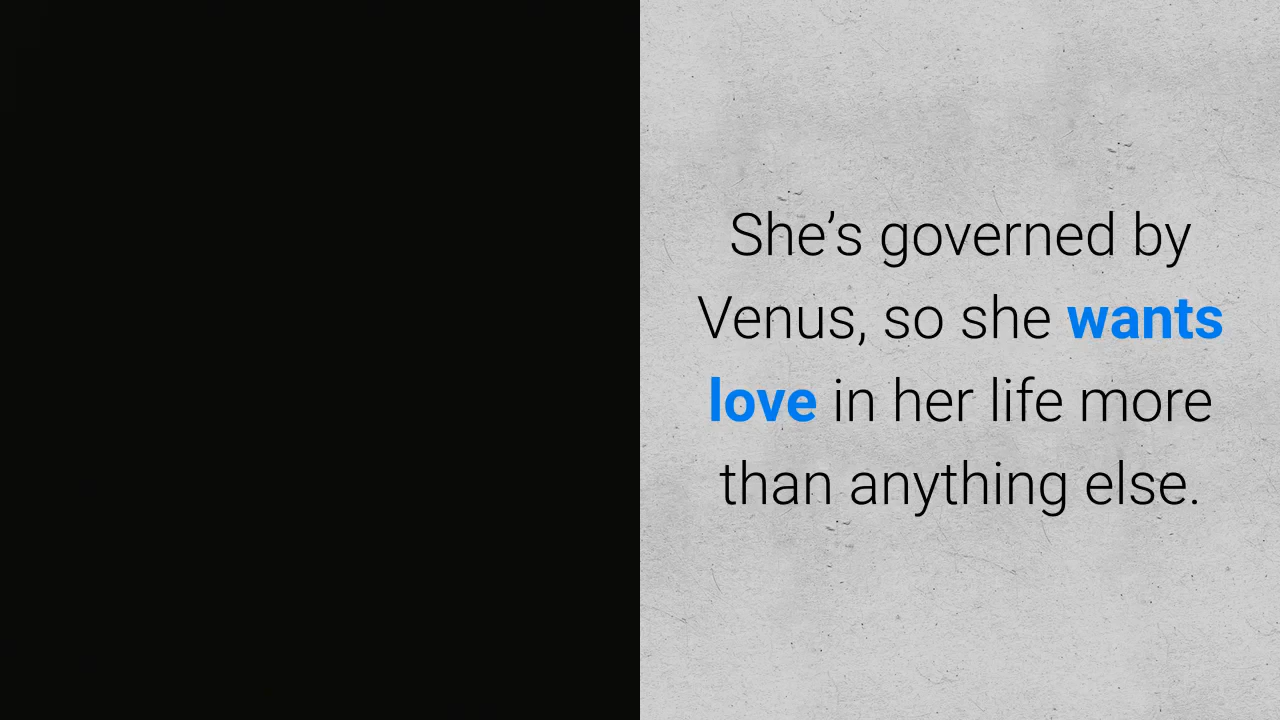 She’s governed by
Venus, so she wants
love in her life more
than anything else.